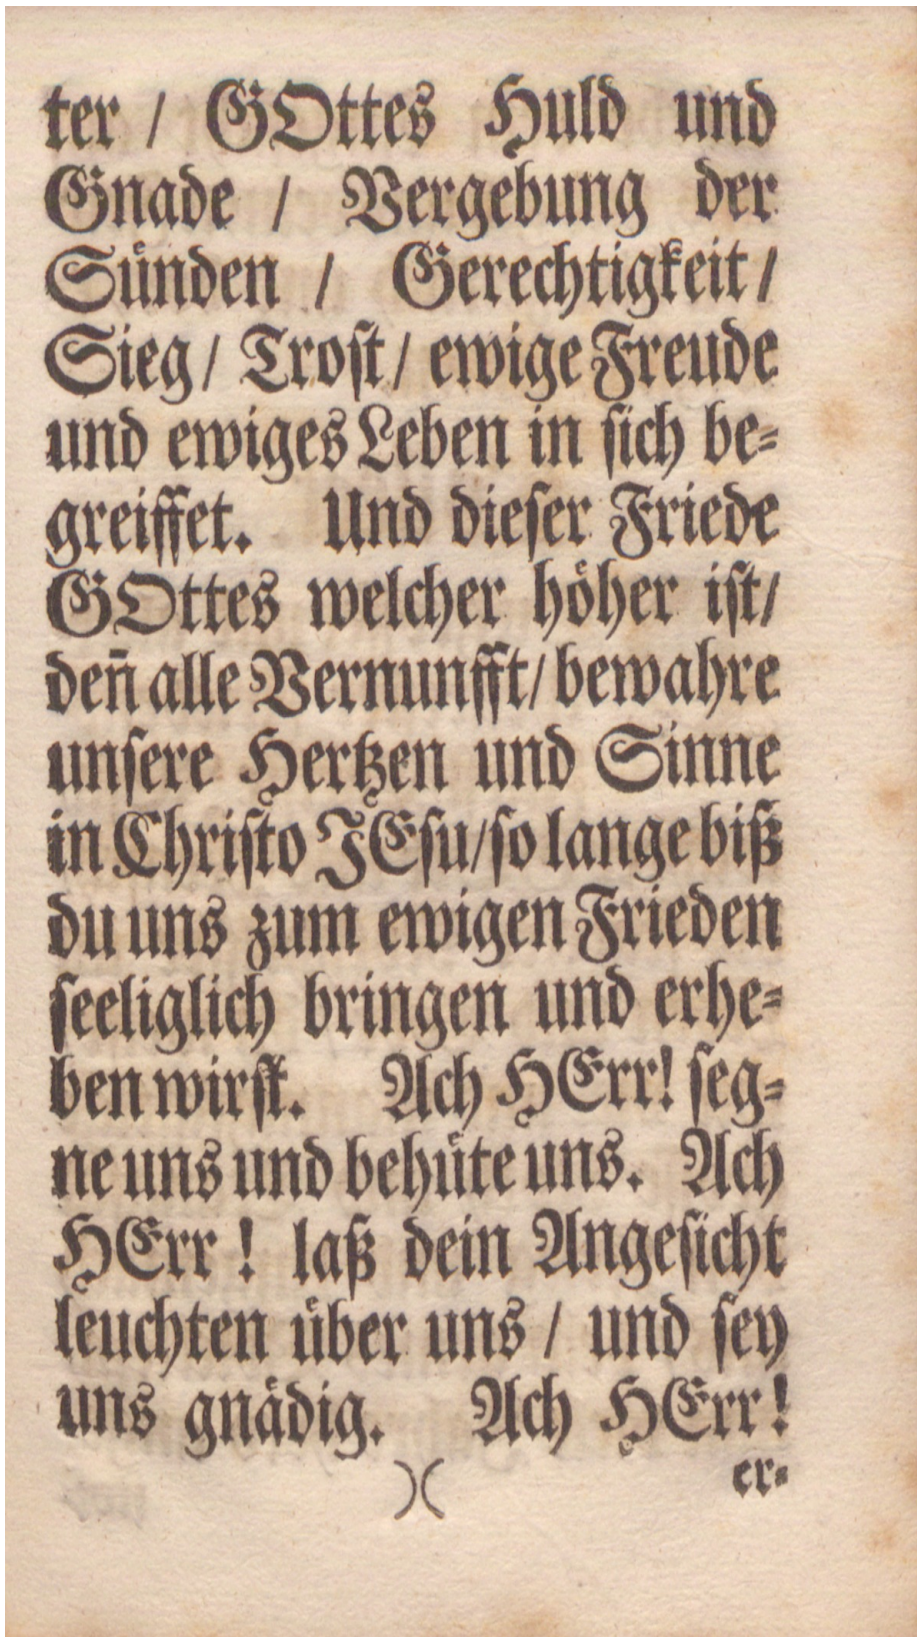 ter / GOttes Huld und
Gnade / Vergebung der
Sünden / Gerechtigkeit /
Sieg / Trost / ewige Freude
und ewiges Leben in sich be-
greiffet. Und dieser Friede
GOttes welcher höher ist /
den̄ alle Vernunfft / bewahre
unsere Hertzen und Sinne
in Christo JEsu / so lange biß
du uns zum ewigen Frieden
seeliglich bringen und erhe-
ben wirst. Ach HErr! seg-
ne uns und behüte uns. Ach
HErr! laß dein Angesicht
leuchten über uns / und sey
uns gnädig. Ach HErr!
)( er-